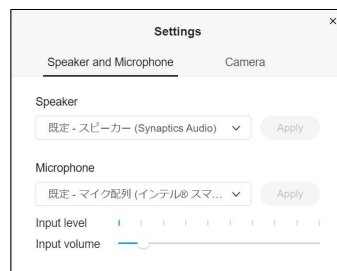 Settings
Speaker and Microphone Camera
Speaker
既定 - スピーカー (Synaptics Audio) Apply
Microphone
既定 - マイク配列 (インテル® スマ... Apply
Input level
Input volume